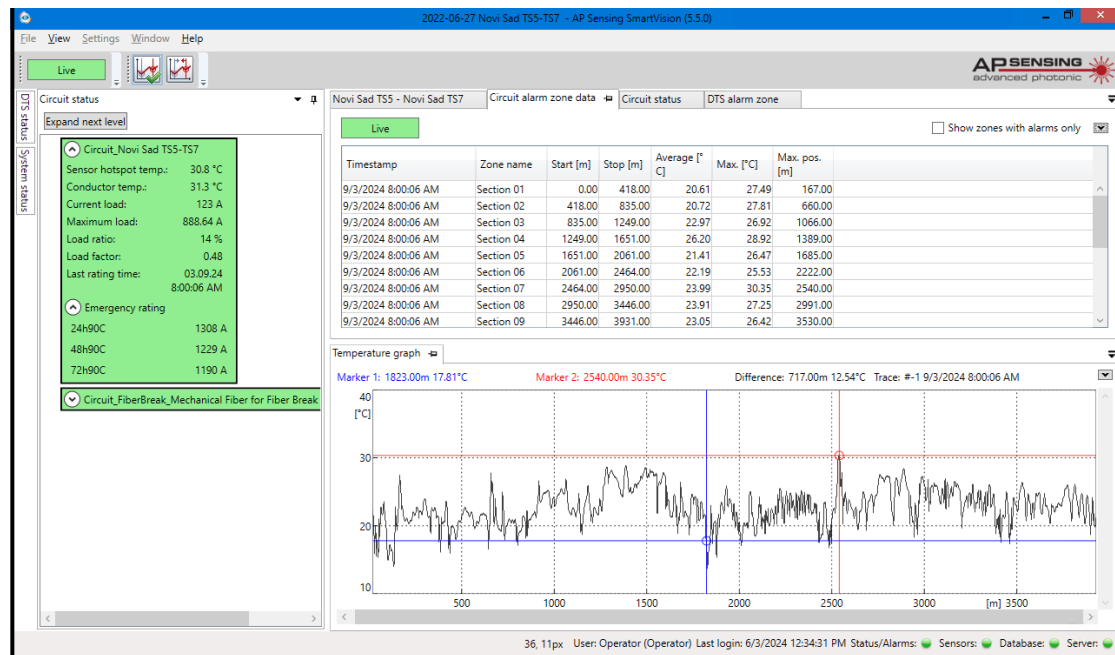 2022-06-27 Novi Sad TS5-TS7 - AP Sensing SmartVision (5.5.0)
File View Settings Window Help
Live
AP SENSING
advanced photonic
DTS status
System status
Circuit status
Expand next level
Circuit_Novi Sad TS5-TS7
Sensor hotspot temp.: 30.8 °C
Conductor temp.: 31.3 °C
Current load: 123 A
Maximum load: 888.64 A
Load ratio: 14 %
Load factor: 0.48
Last rating time: 03.09.24
8:00:06 AM
Emergency rating
24h90C 1308 A
48h90C 1229 A
72h90C 1190 A
Circuit_FiberBreak_Mechanical Fiber for Fiber Break
Novi Sad TS5 - Novi Sad TS7 Circuit alarm zone data Circuit status DTS alarm zone
Live Show zones with alarms only
Timestamp Zone name Start [m] Stop [m] Average [°C] Max. [°C] Max. pos. [m]
9/3/2024 8:00:06 AM Section 01 0.00 418.00 20.61 27.49 167.00
9/3/2024 8:00:06 AM Section 02 418.00 835.00 20.72 27.81 660.00
9/3/2024 8:00:06 AM Section 03 835.00 1249.00 22.97 26.92 1066.00
9/3/2024 8:00:06 AM Section 04 1249.00 1651.00 26.20 28.92 1389.00
9/3/2024 8:00:06 AM Section 05 1651.00 2061.00 21.41 26.47 1685.00
9/3/2024 8:00:06 AM Section 06 2061.00 2464.00 22.19 25.53 2222.00
9/3/2024 8:00:06 AM Section 07 2464.00 2950.00 23.99 30.35 2540.00
9/3/2024 8:00:06 AM Section 08 2950.00 3446.00 23.91 27.25 2991.00
9/3/2024 8:00:06 AM Section 09 3446.00 3931.00 23.05 26.42 3530.00
Temperature graph
Marker 1: 1823.00m 17.81°C Marker 2: 2540.00m 30.35°C Difference: 717.00m 12.54°C Trace: #-1 9/3/2024 8:00:06 AM
40
[°C]
30
20
10
500 1000 1500 2000 2500 3000 [m] 3500
36, 11px User: Operator (Operator) Last login: 6/3/2024 12:34:31 PM Status/Alarms: Sensors: Database: Server: